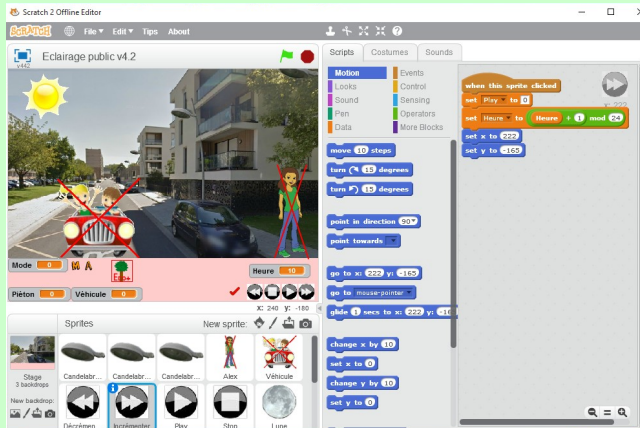 Scratch 2 Offline Editor
SCRATCH File Edit Tips About
Eclairage public v4.2
v442
Mode 0 M A
Eco+
Heure 10
Piéton 0 Véhicule 0
x: 240 y: -180
Sprites New sprite:
Stage
3 backdrops
New backdrop:
Candelabr... Candelabr... Candelabr... Alex Véhicule
Décrémen... Incrémenter Play Stop Lune
Scripts Costumes Sounds
Motion Events
Looks Control
Sound Sensing
Pen Operators
Data More Blocks
move 10 steps
turn 15 degrees
turn 15 degrees
point in direction 90
point towards
go to x: 222 y: -165
go to mouse-pointer
glide 1 secs to x: 222 y: -16
change x by 10
set x to 0
change y by 10
set y to 0
when this sprite clicked
set Play to 0
set Heure to Heure + 1 mod 24
set x to 222
set y to -165
x: 222